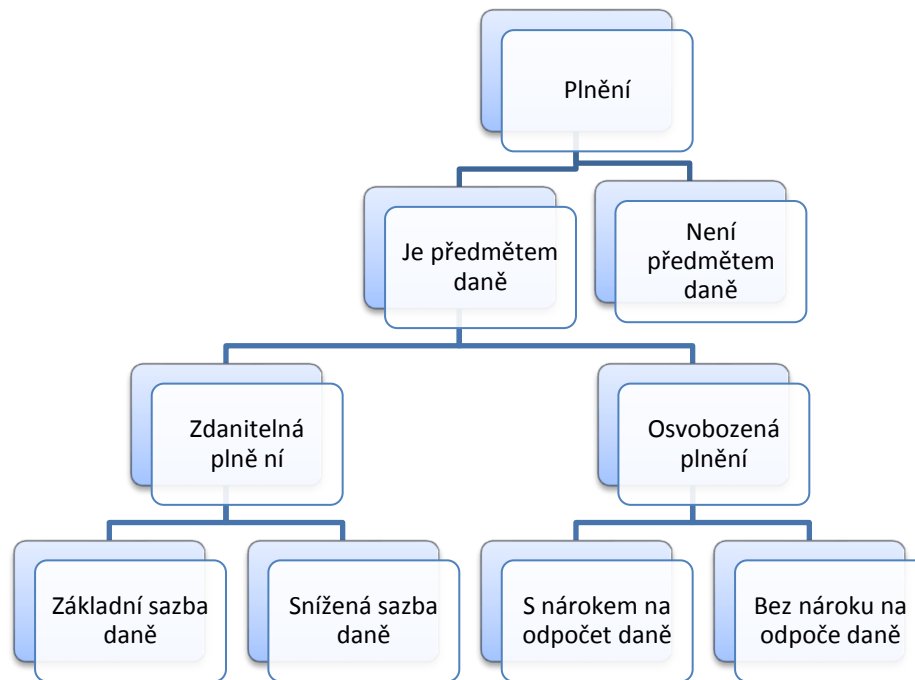 Plnění
Je předmětem
daně
Není
předmětem
daně
Zdanitelná
plně ní
Osvobozená
plnění
Základní sazba
daně
Snížená sazba
daně
S nárokem na
odpočet daně
Bez nároku na
odpoče daně